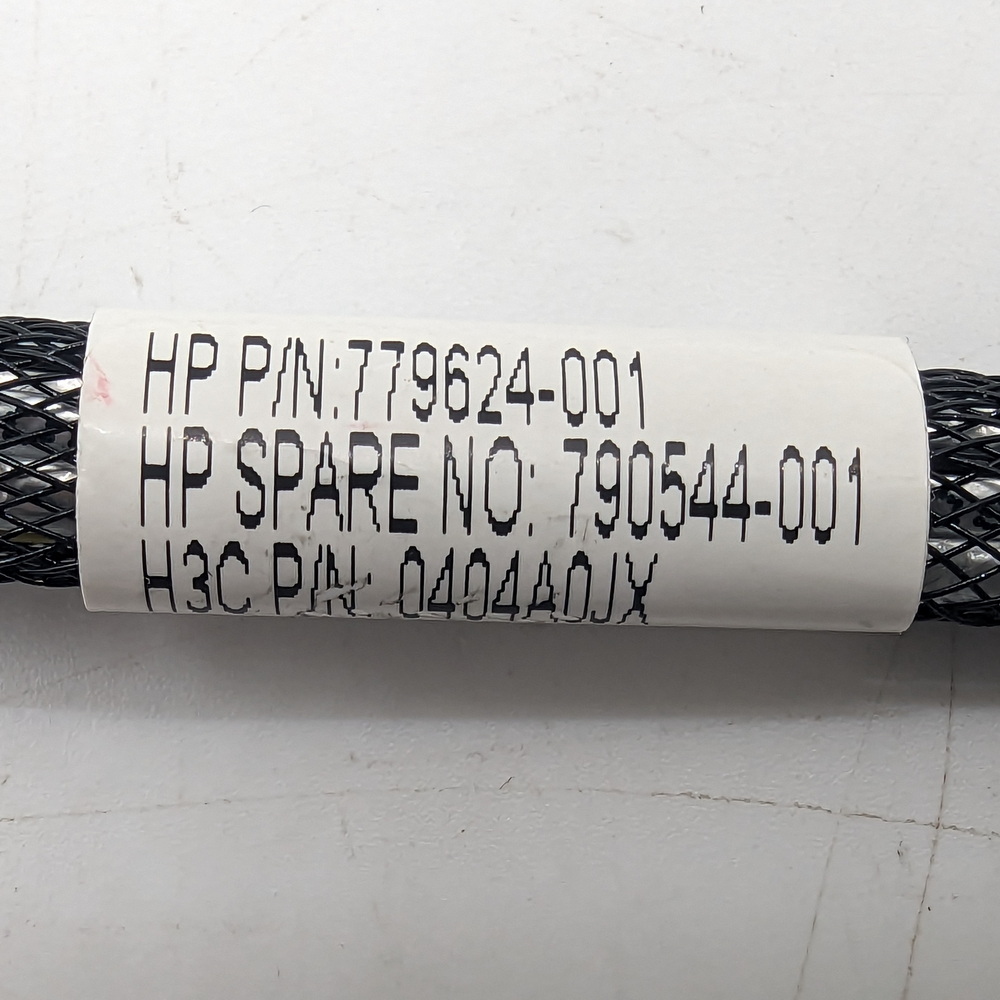 HP P/N:779624-001
HP SPARE NO: 790544-001
H3C P/N: 0404A0JX